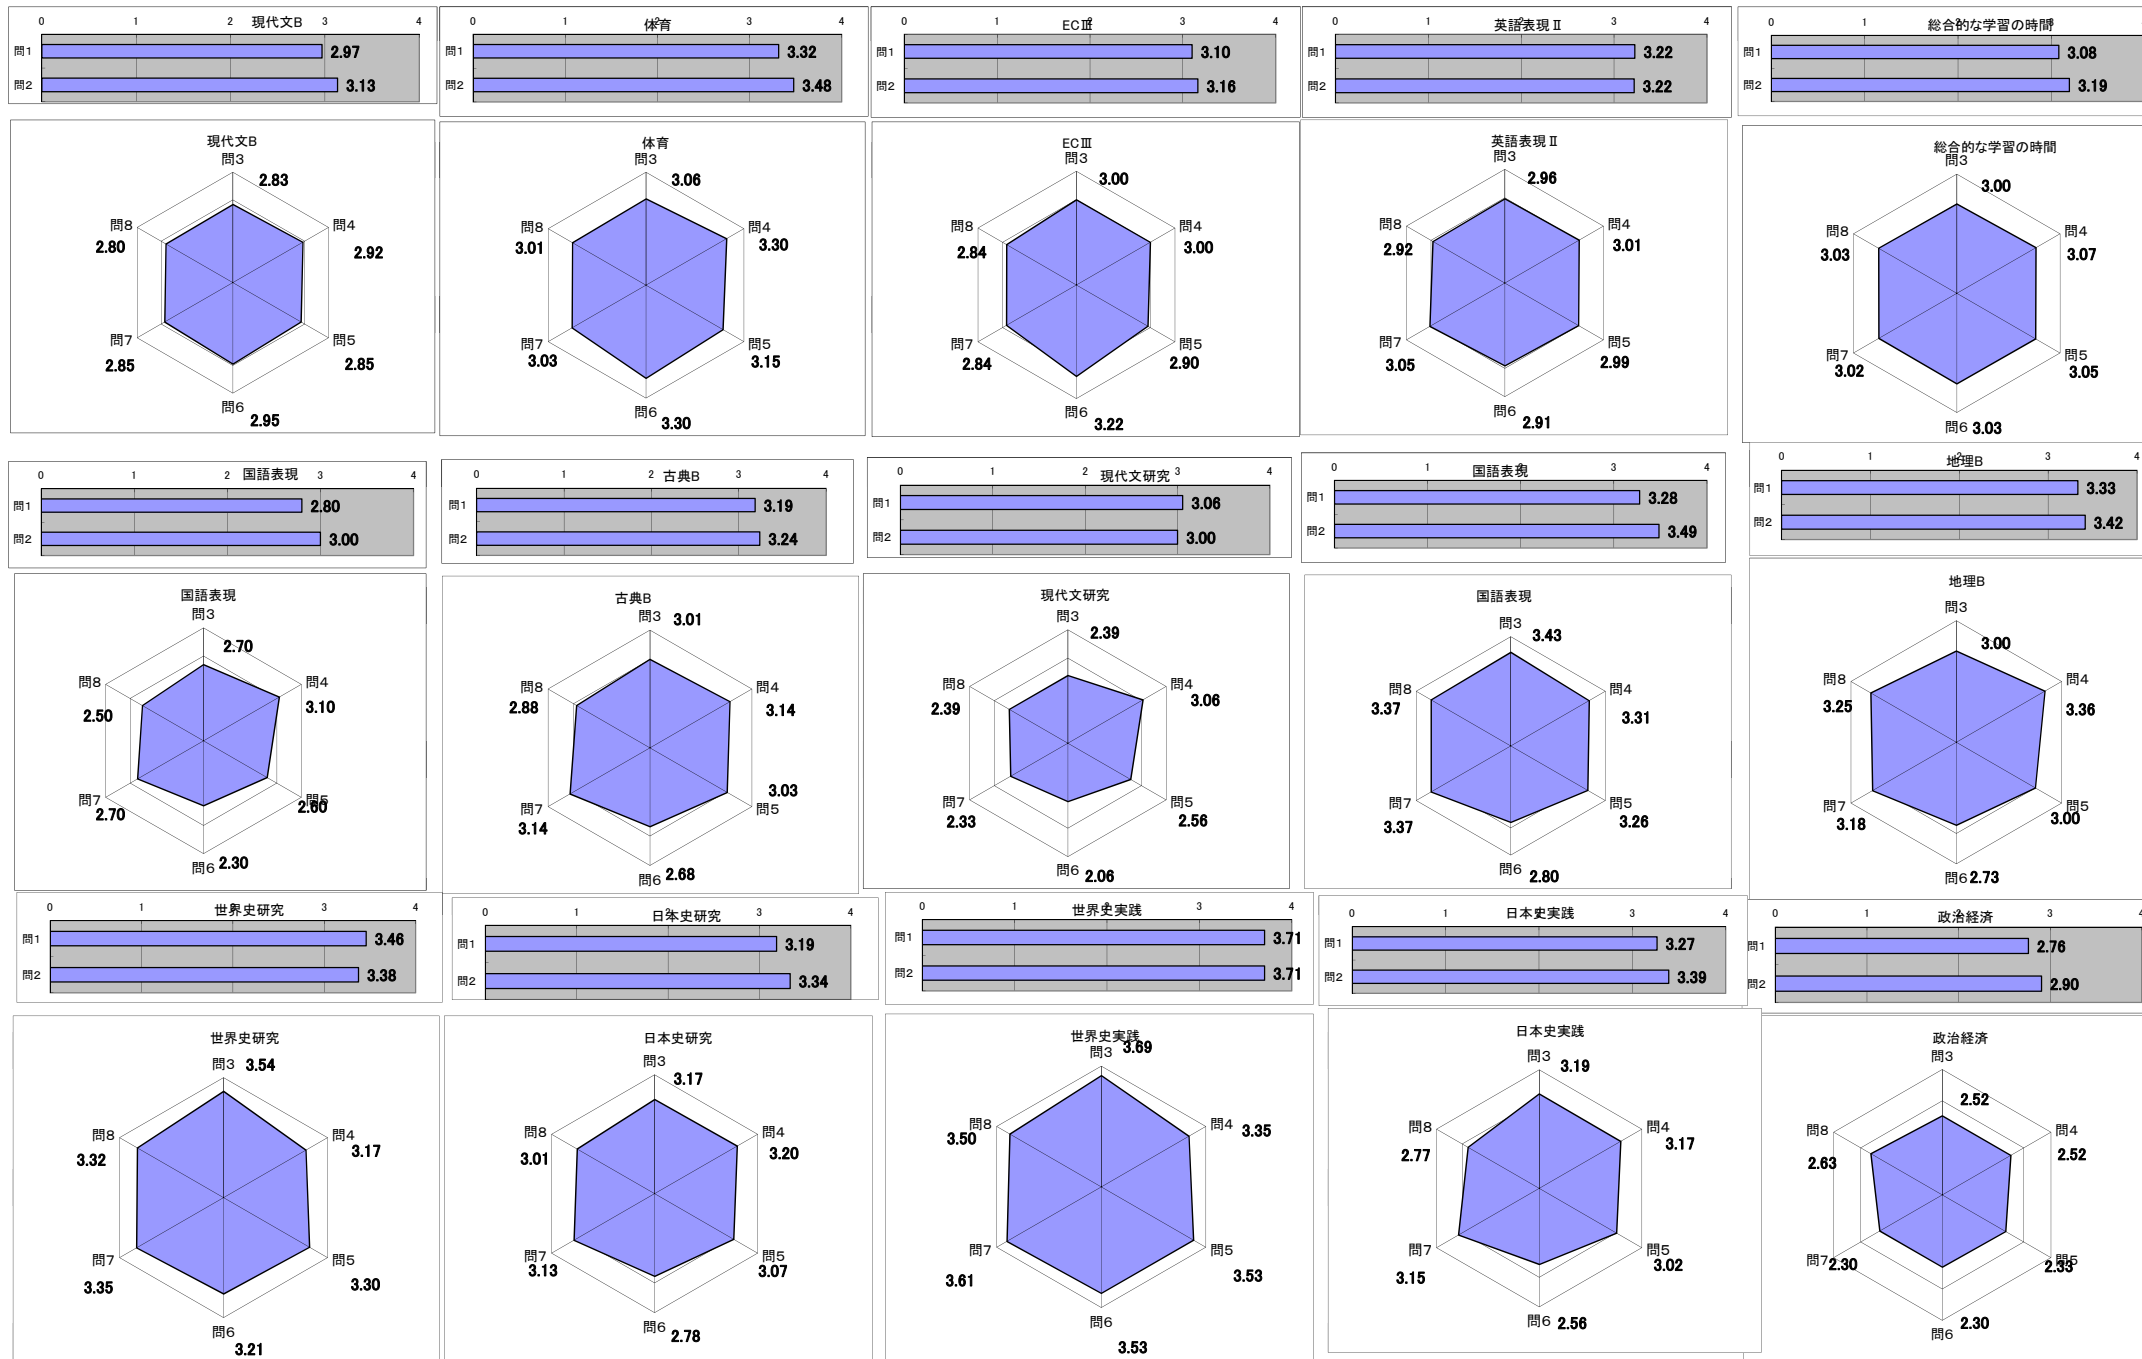 0 1 2 現代文B 3 4
問1 2.97
問2 3.13
0 1 2 体育 3 4
問1 3.32
問2 3.48
0 1 2 ECⅢ 3 4
問1 3.10
問2 3.16
0 1 2 英語表現Ⅱ 3 4
問1 3.22
問2 3.22
0 1 2 総合的な学習の時間 3
問1 3.08
問2 3.19
現代文B
問3
2.83
問8 問4
2.80 2.92
問7 問5
2.85 2.85
問6 2.95
体育
問3
3.06
問8 問4
3.01 3.30
問7 問5
3.03 3.15
問6 3.30
ECⅢ
問3
3.00
問8 問4
2.84 3.00
問7 問5
2.84 2.90
問6 3.22
英語表現Ⅱ
問3
2.96
問8 問4
2.92 3.01
問7 問5
3.05 2.99
問6 2.91
総合的な学習の時間
問3
3.00
問8 問4
3.03 3.07
問7 問5
3.02 3.05
問6 3.03
0 1 2 国語表現 3 4
問1 2.80
問2 3.00
0 1 2 古典B 3 4
問1 3.19
問2 3.24
0 1 2 現代文研究 3 4
問1 3.06
問2 3.00
0 1 2 国語表現 3 4
問1 3.28
問2 3.49
0 1 2 地理B 3 4
問1 3.33
問2 3.42
国語表現
問3
2.70
問8 問4
2.50 3.10
問7 問5
2.70 2.60
問6 2.30
古典B
問3 3.01
問8 問4
2.88 3.14
3.03
問7 問5
3.14
問6 2.68
現代文研究
問3 2.39
問8 問4
2.39 3.06
問7 問5
2.33 2.56
問6 2.06
国語表現
問3 3.43
問8 問4
3.37 3.31
問7 問5
3.37 3.26
問6 2.80
地理B
問3
3.00
問8 問4
3.25 3.36
問7 問5
3.18 3.00
問6 2.73
0 1 2 世界史研究 3 4
問1 3.46
問2 3.38
0 1 2 日本史研究 3 4
問1 3.19
問2 3.34
0 1 2 世界史実践 3 4
問1 3.71
問2 3.71
0 1 2 日本史実践 3 4
問1 3.27
問2 3.39
0 1 2 政治経済 3 4
問1 2.76
問2 2.90
世界史研究
問3 3.54
問8 問4
3.32 3.17
問7 問5
3.35 3.30
問6
3.21
日本史研究
問3
3.17
問8 問4
3.01 3.20
問7 問5
3.13 3.07
問6 2.78
世界史実践
問3 3.69
問8 問4 3.35
3.50
問7 問5
3.61 3.53
問6
3.53
日本史実践
問3 3.19
問8 問4
2.77 3.17
問7 問5
3.15 3.02
問6 2.56
政治経済
問3
2.52
問8 問4
2.63 2.52
問7 2.30 問5 2.33
問6 2.30